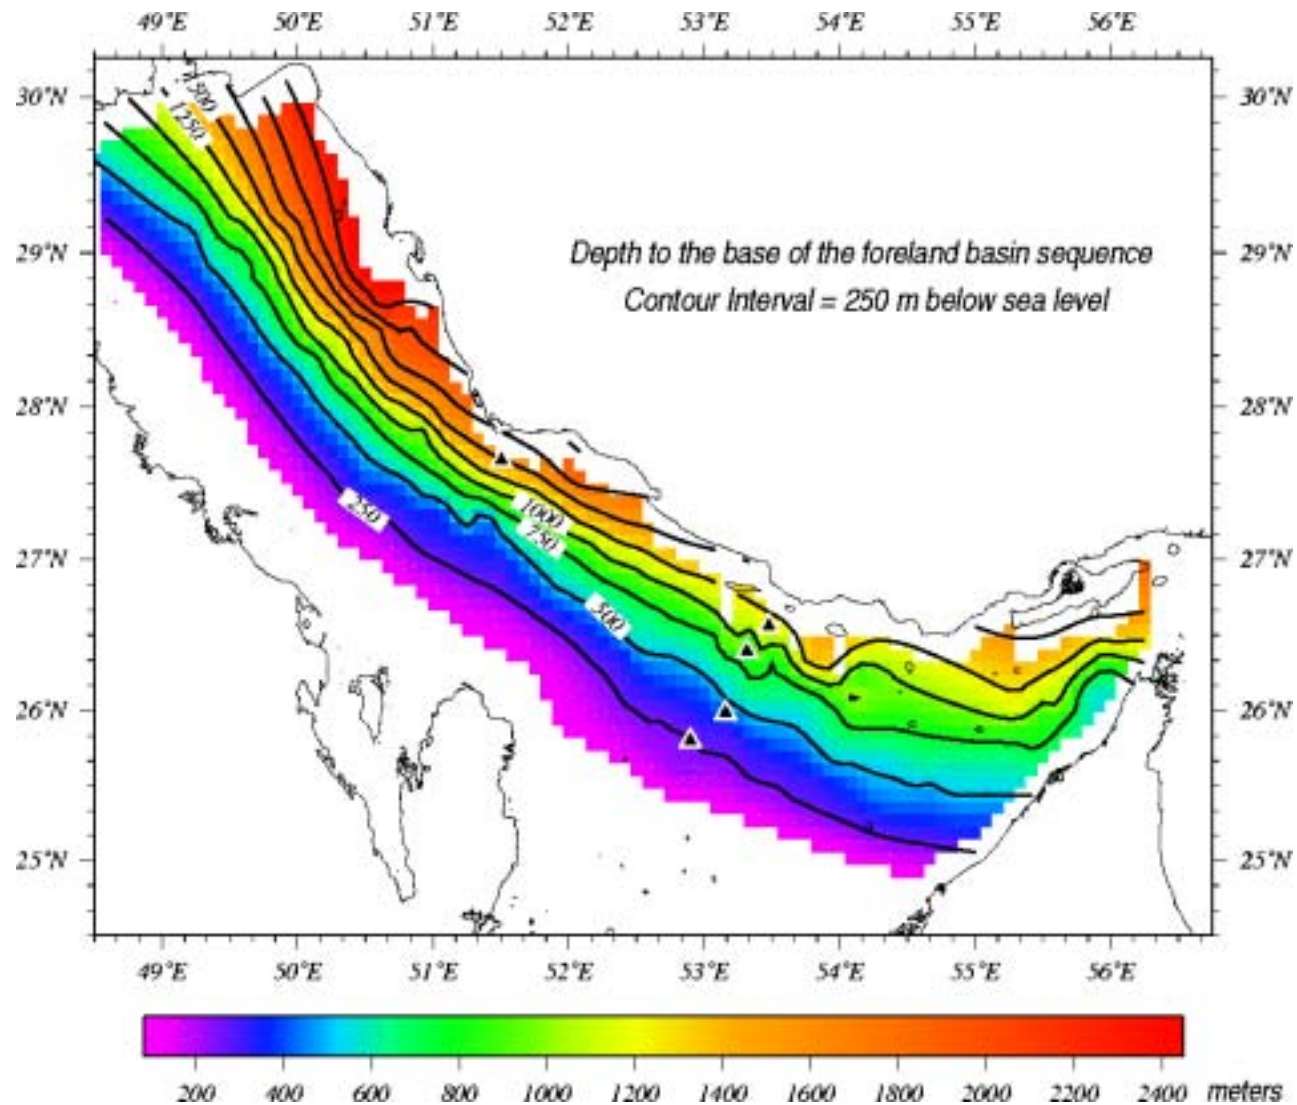 49°E 50°E 51°E 52°E 53°E 54°E 55°E 56°E
30°N 30°N
1500
1250
29°N 29°N
Depth to the base of the foreland basin sequence
Contour Interval = 250 m below sea level
28°N 28°N
250
1000
750
27°N 27°N
500
26°N 26°N
25°N 25°N
49°E 50°E 51°E 52°E 53°E 54°E 55°E 56°E
200 400 600 800 1000 1200 1400 1600 1800 2000 2200 2400 meters